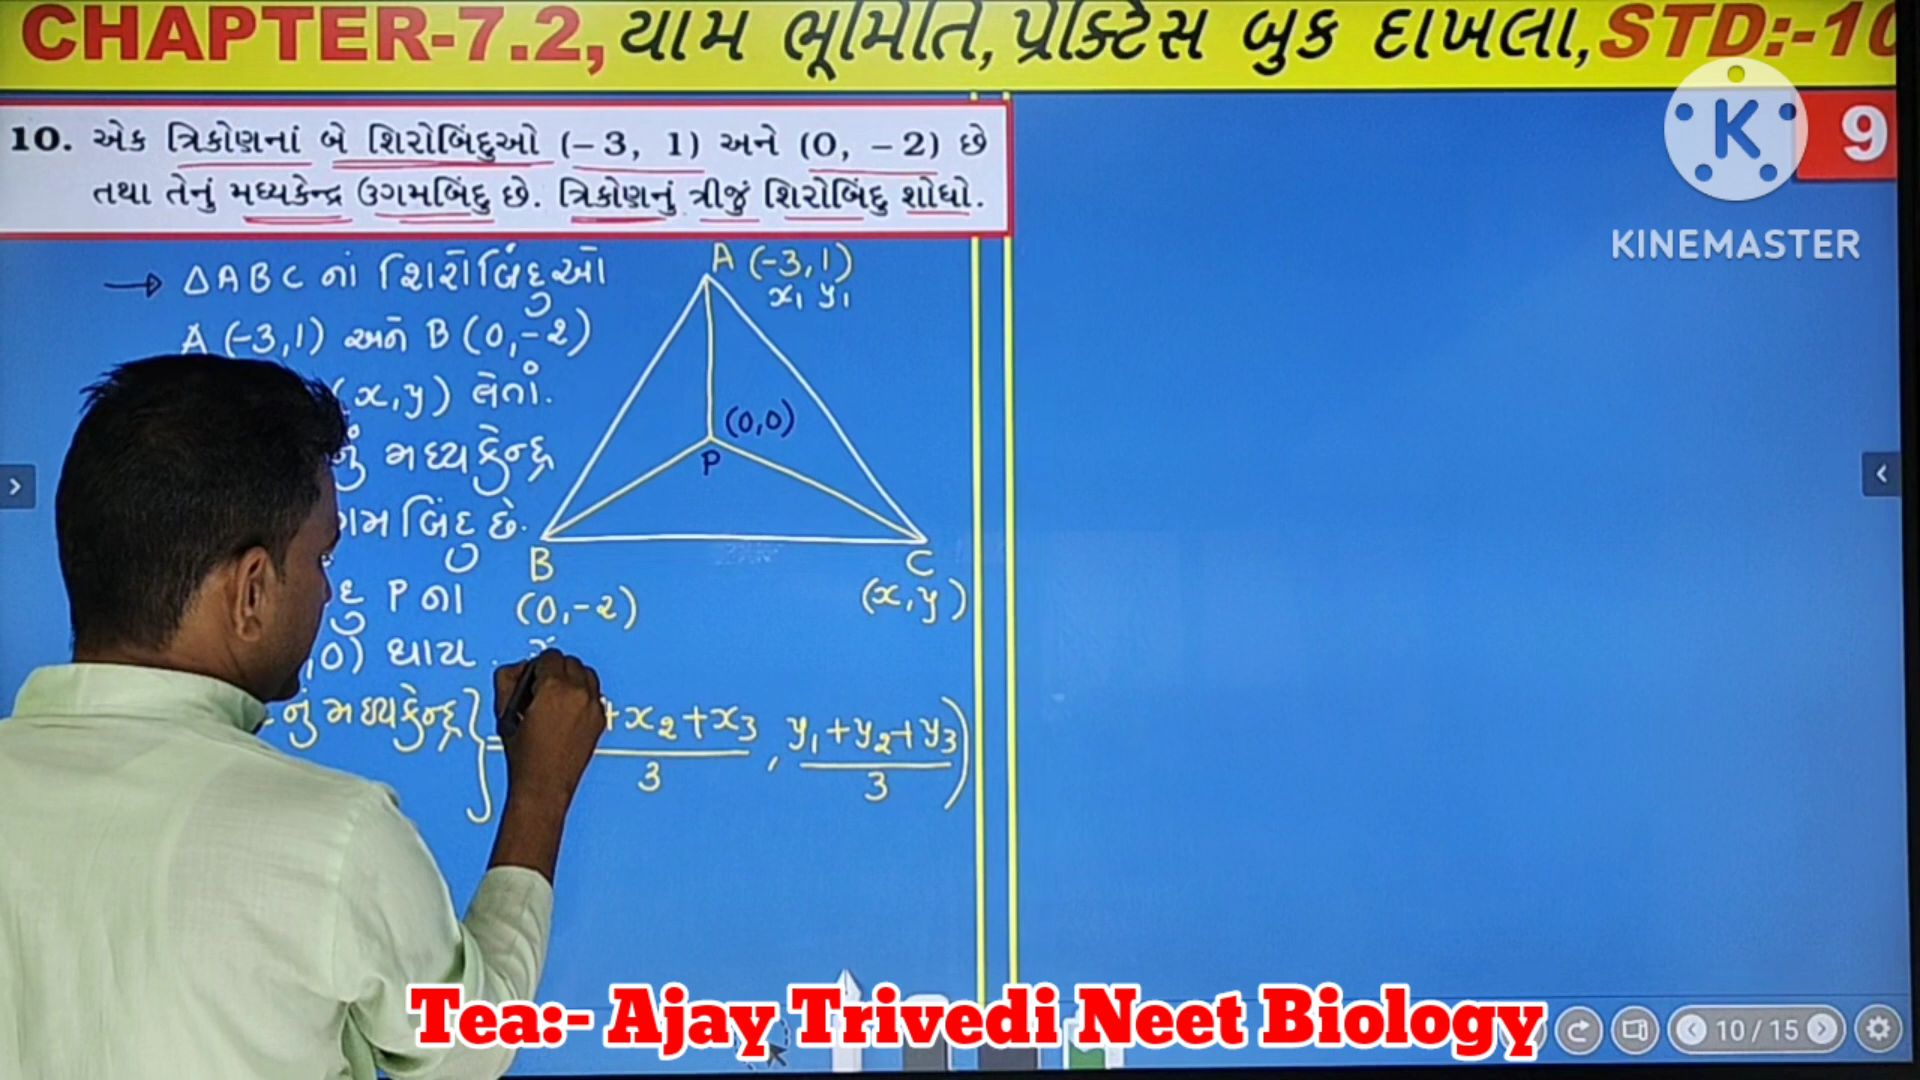 CHAPTER-7.2, યામ ભૂમિતિ, પ્રેક્ટિસ બુક દાખલા, STD:-10
K
KINEMASTER
9
10. એક ત્રિકોણનાં બે શિરોબિંદુઓ (– 3, 1) અને (0, – 2) છે
તથા તેનું મધ્યકેન્દ્ર ઉગમબિંદુ છે. ત્રિકોણનું ત્રીજું શિરોબિંદુ શોધો.
→ △ABC નાં શિરોબિંદુઓ
A (-3,1) અને B (0,-2)
(x,y) લેતાં.
નું મધ્યકેન્દ્ર
ગમબિંદુ છે.
દુ P ના
,0) થાય.
નું મધ્યકેન્દ્ર } = +x₂+x₃ / 3 , y₁+y₂+y₃ / 3 )
A (-3,1)
x₁ y₁
(0,0)
P
B
(0,-2)
C
(x,y)
Tea:- Ajay Trivedi Neet Biology
10 / 15